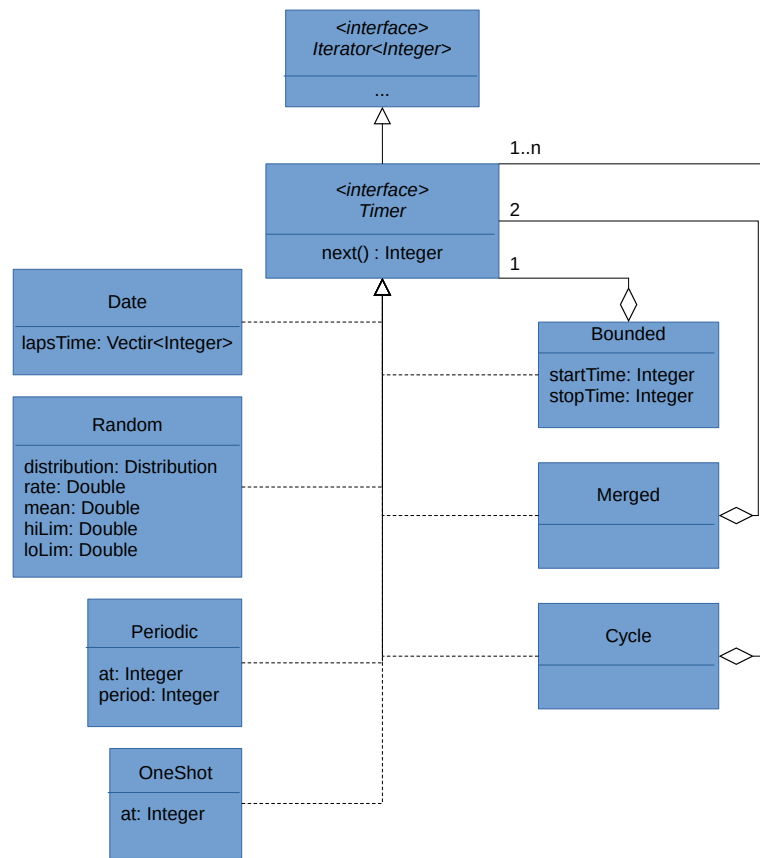 <interface>
Iterator<Integer>
...
1..n
<interface>
Timer
2
next() : Integer
1
Date
lapsTime: Vectir<Integer>
Bounded
startTime: Integer
stopTime: Integer
Random
distribution: Distribution
rate: Double
mean: Double
hiLim: Double
loLim: Double
Merged
Periodic
at: Integer
period: Integer
Cycle
OneShot
at: Integer